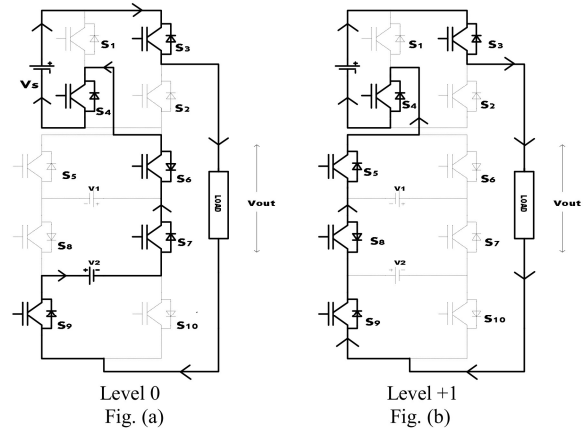 S1
S3
Vs
S4
S2
S5
S6
V1
LOAD
Vout
S8
S7
V2
S9
S10
Level 0
Fig. (a)
S1
S3
S4
S2
S5
S6
V1
LOAD
Vout
S8
S7
V2
S9
S10
Level +1
Fig. (b)